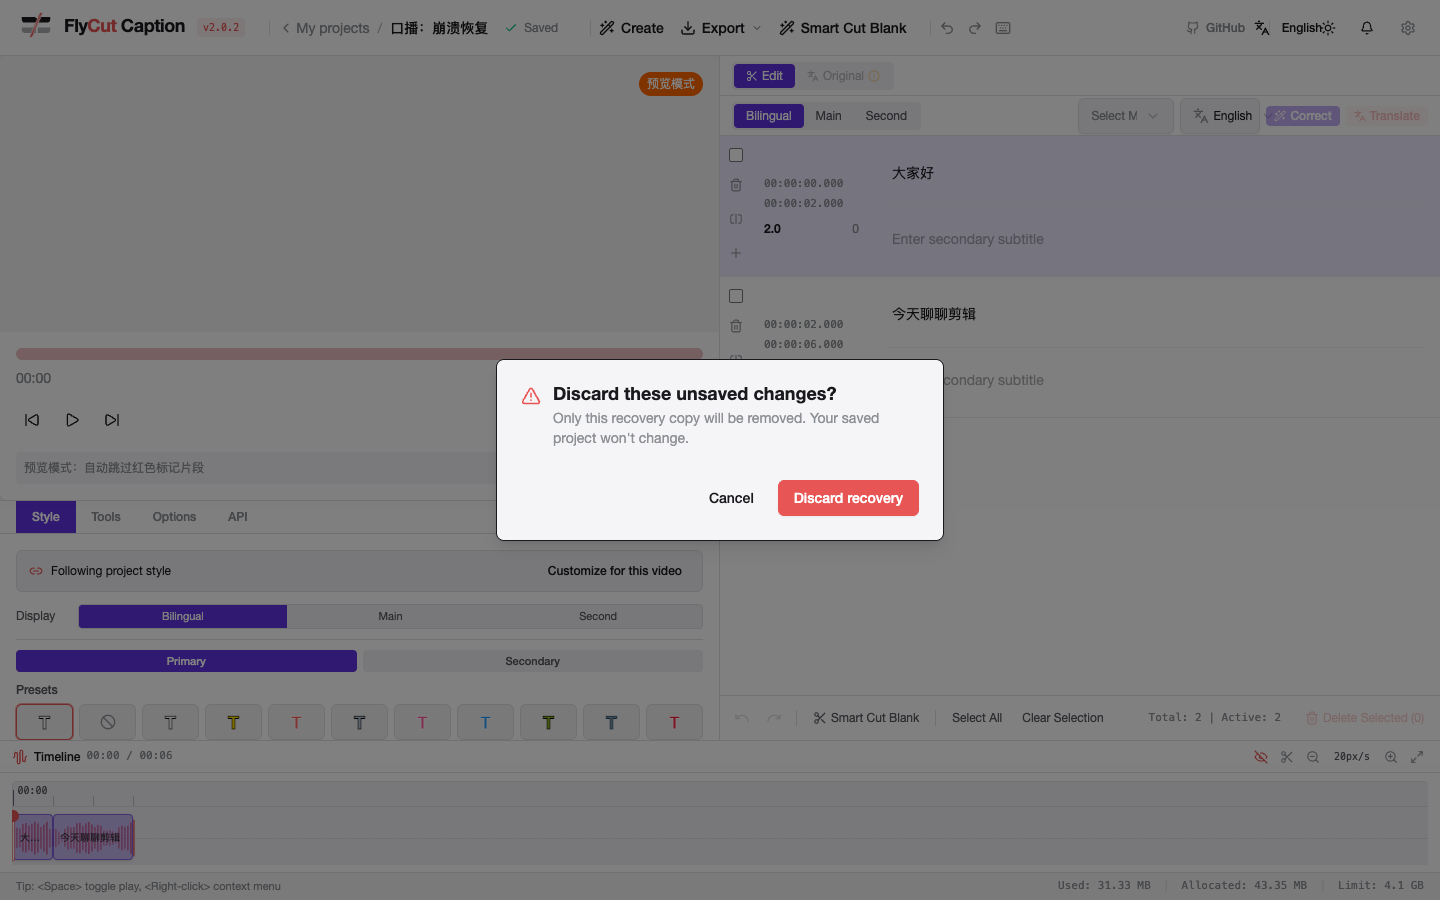 FlyCut Caption v2.0.2
My projects / 口播：崩溃恢复 Saved
Create Export Smart Cut Blank
GitHub English
预览模式
00:00
预览模式：自动跳过红色标记片段
Edit Original
Bilingual Main Second
Select M English Correct Translate
00:00:00.000
00:00:02.000
2.0 0
大家好
Enter secondary subtitle
00:00:02.000
00:00:06.000
今天聊聊剪辑
condary subtitle
Discard these unsaved changes?
Only this recovery copy will be removed. Your saved
project won't change.
Cancel Discard recovery
Style Tools Options API
Following project style Customize for this video
Display Bilingual Main Second
Primary Secondary
Presets
T T T T T T T T T T
Smart Cut Blank Select All Clear Selection Total: 2 | Active: 2 Delete Selected (0)
Timeline 00:00 / 00:06 20px/s
00:00
大... 今天聊聊剪辑
Tip: <Space> toggle play, <Right-click> context menu
Used: 31.33 MB Allocated: 43.35 MB Limit: 4.1 GB